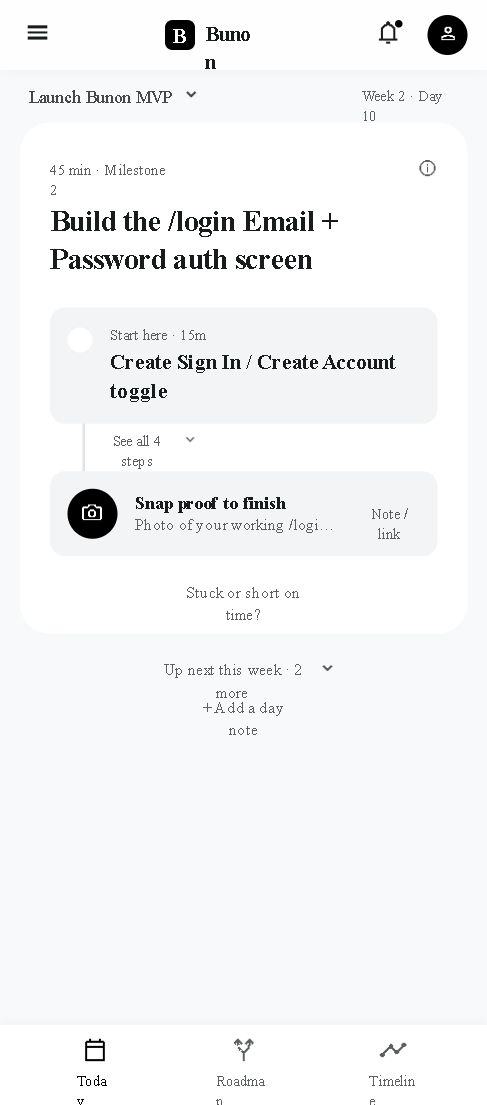 B Buno
n
Launch Bunon MVP
Week 2 · Day
10
45 min · Milestone
2
Build the /login Email +
Password auth screen
Start here · 15m
Create Sign In / Create Account
toggle
See all 4
steps
Snap proof to finish
Photo of your working /logi...
Note /
link
Stuck or short on
time?
Up next this week · 2
more
+Add a day
note
Toda
y
Roadma
p
Timelin
e